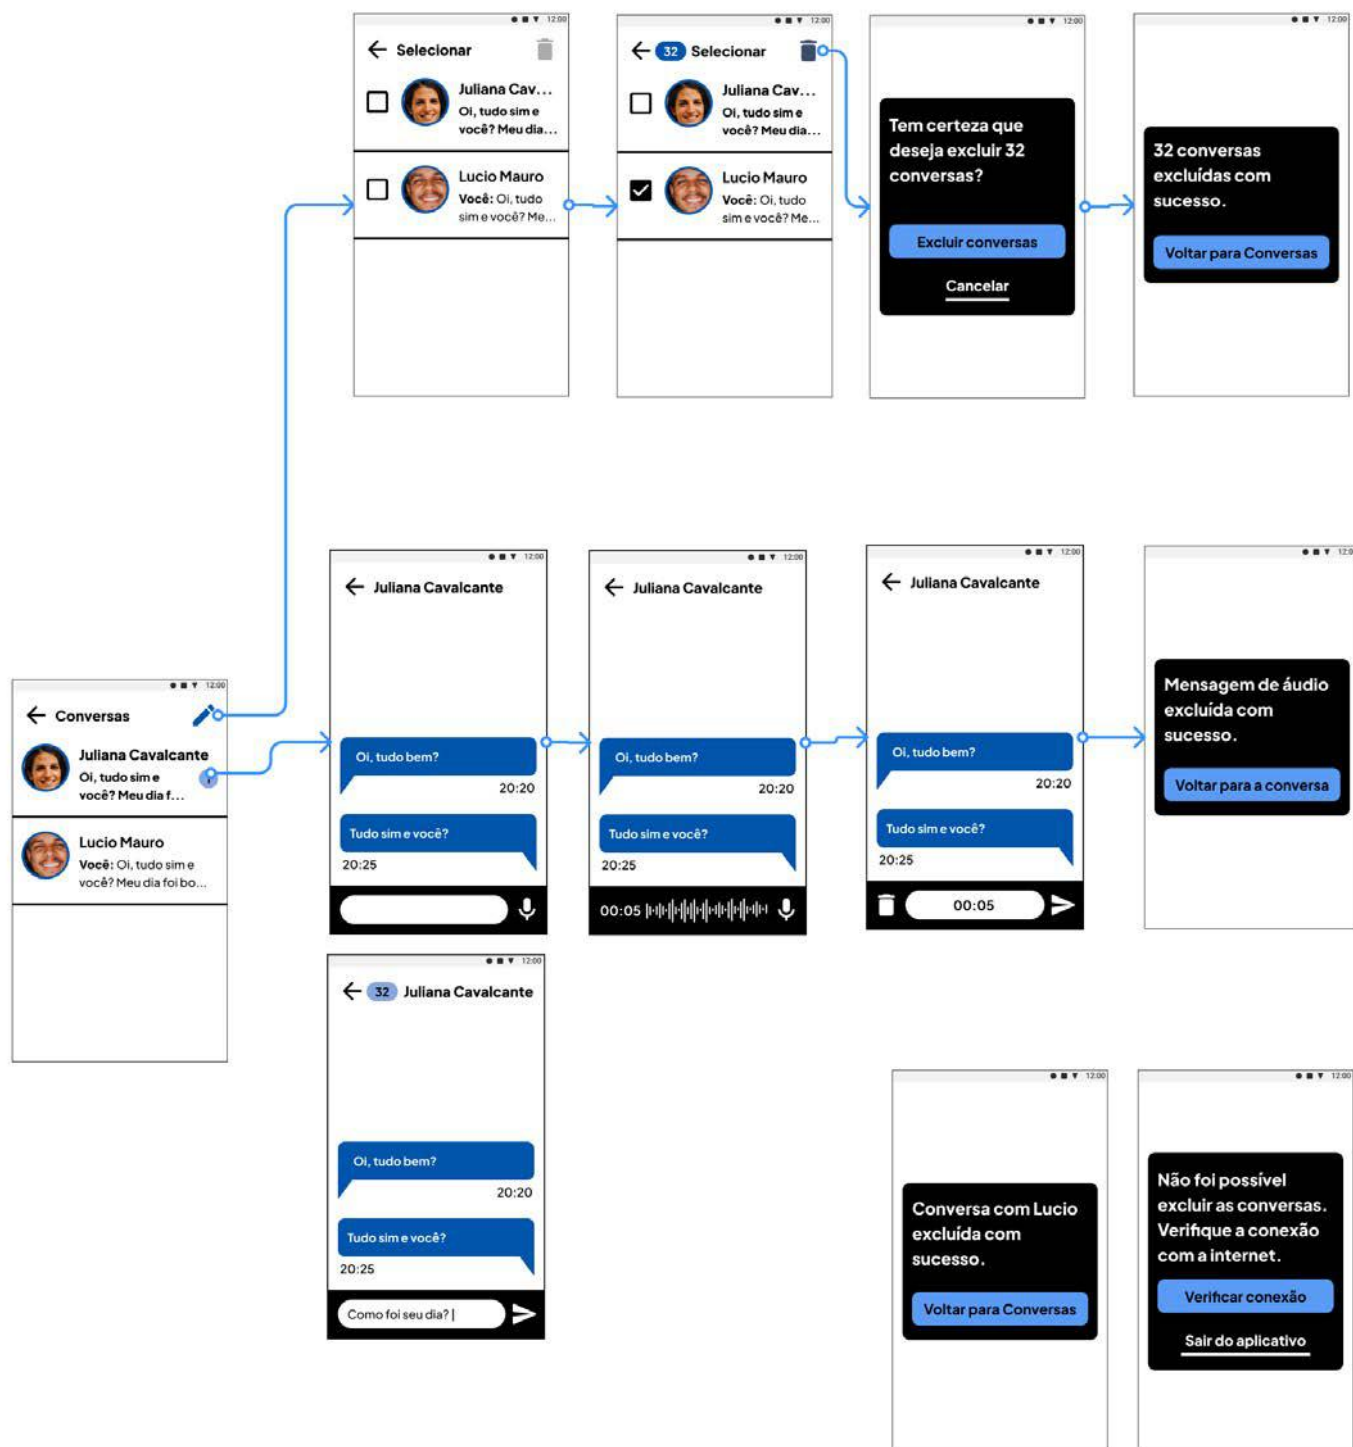 12:00
Selecionar
Juliana Cav...
Oi, tudo sim e
você? Meu dia...
Lucio Mauro
Você: Oi, tudo
sim e você? Me...
12:00
32 Selecionar
Juliana Cav...
Oi, tudo sim e
você? Meu dia...
Lucio Mauro
Você: Oi, tudo
sim e você? Me...
12:00
Tem certeza que
deseja excluir 32
conversas?
Excluir conversas
Cancelar
12:00
32 conversas
excluídas com
sucesso.
Voltar para Conversas
12:00
Conversas
Juliana Cavalcante
Oi, tudo sim e
você? Meu dia f...
Lucio Mauro
Você: Oi, tudo sim e
você? Meu dia foi bo...
12:00
Juliana Cavalcante
Oi, tudo bem?
20:20
Tudo sim e você?
20:25
12:00
Juliana Cavalcante
Oi, tudo bem?
20:20
Tudo sim e você?
20:25
00:05
12:00
Juliana Cavalcante
Oi, tudo bem?
20:20
Tudo sim e você?
20:25
00:05
12:0
Mensagem de áudio
excluída com
sucesso.
Voltar para a conversa
12:00
32 Juliana Cavalcante
Oi, tudo bem?
20:20
Tudo sim e você?
20:25
Como foi seu dia? |
12:00
Conversa com Lucio
excluída com
sucesso.
Voltar para Conversas
12:00
Não foi possível
excluir as conversas.
Verifique a conexão
com a internet.
Verificar conexão
Sair do aplicativo